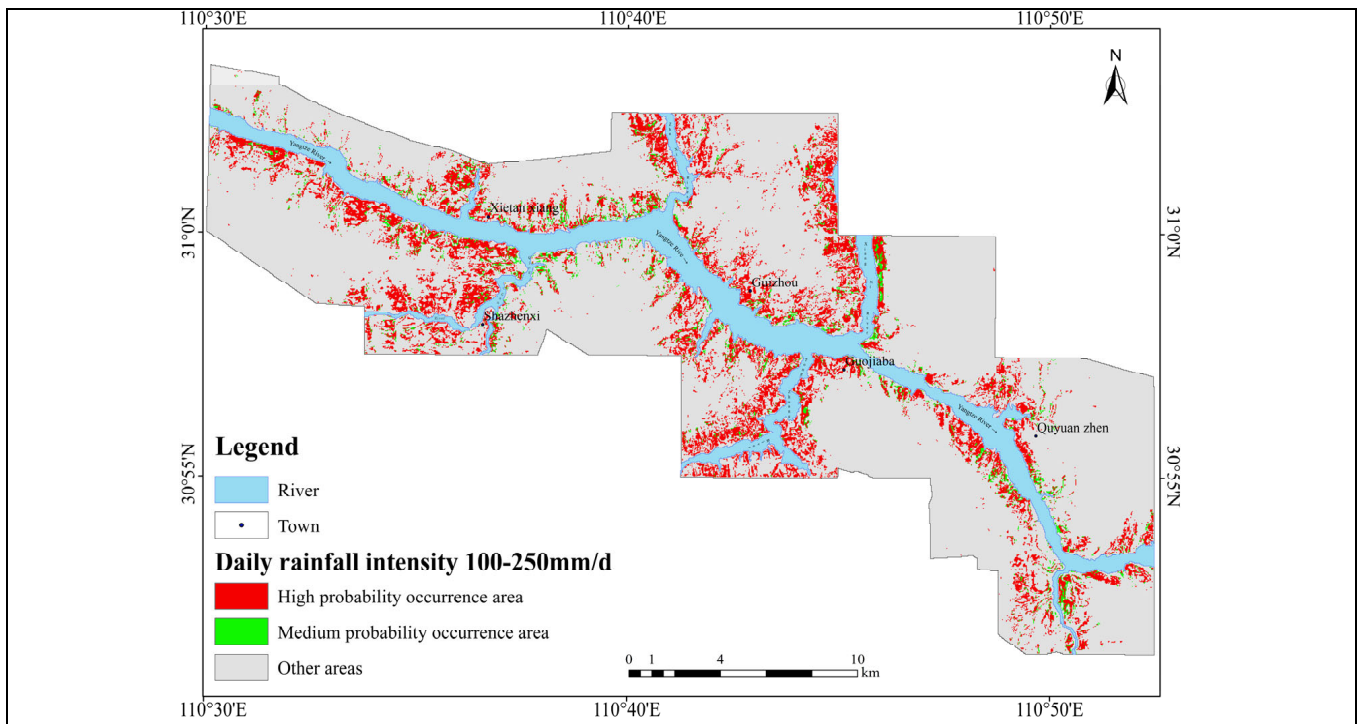 110°30'E 110°40'E 110°50'E
N
Yangtze River
Xietan xiang
31°0'N
31°0'N
Yangtze Rive
Guizhou
Shazhenxi
Guojiaba
Yangtze River
Quyuan zhen
Legend
30°55'N
30°55'N
River
Town
Daily rainfall intensity 100-250mm/d
High probability occurrence area
Medium probability occurrence area
Other areas
0 1 4 10
km
110°30'E 110°40'E 110°50'E